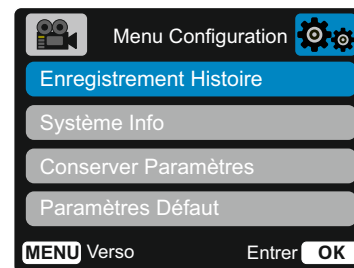 Menu Configuration
Enregistrement Histoire
Système Info
Conserver Paramètres
Paramètres Défaut
MENU Verso Entrer OK